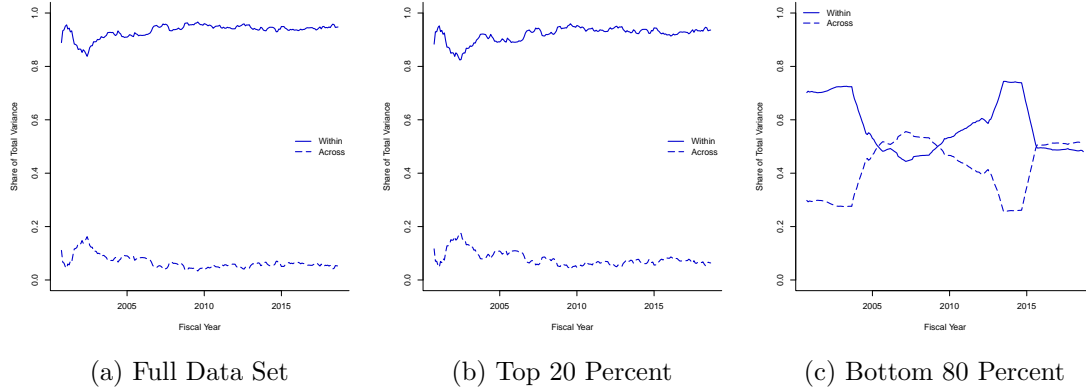 1.0
0.8
0.6
0.4
0.2
0.0
Share of Total Variance
Within
Across
2005
2010
2015
Fiscal Year
(a) Full Data Set
1.0
0.8
0.6
0.4
0.2
0.0
Share of Total Variance
Within
Across
2005
2010
2015
Fiscal Year
(b) Top 20 Percent
1.0
0.8
0.6
0.4
0.2
0.0
Share of Total Variance
Within
Across
2005
2010
2015
Fiscal Year
(c) Bottom 80 Percent